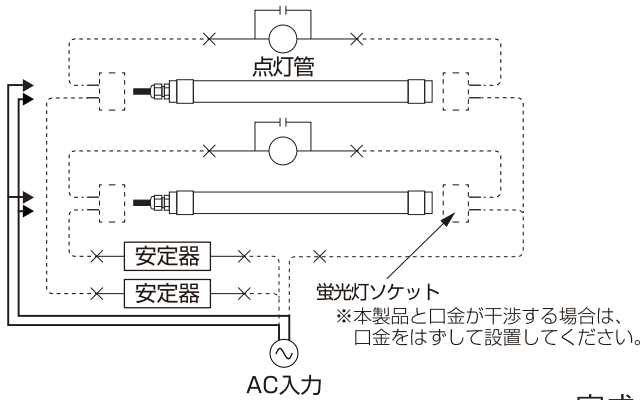 点灯管
安定器
安定器
蛍光灯ソケット
※本製品と口金が干渉する場合は、
口金をはずして設置してください。
AC入力